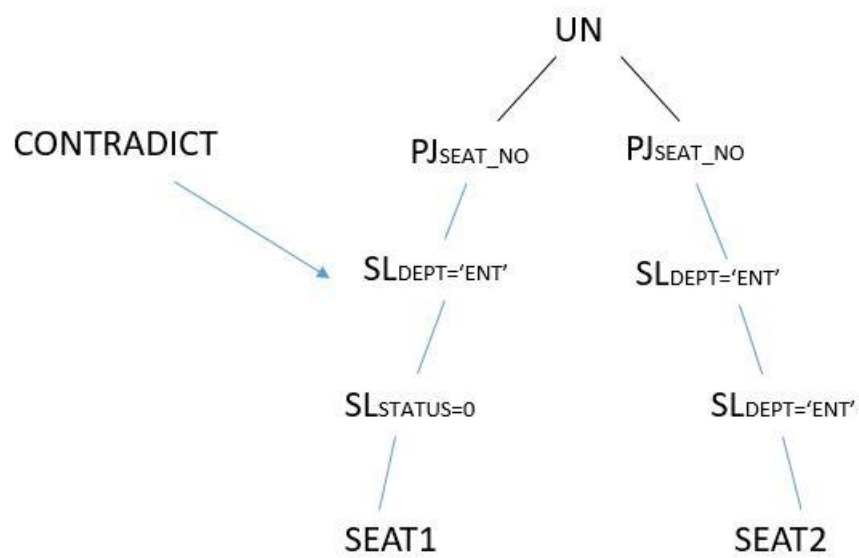 UN
CONTRADICT
PJSEAT_NO PJSEAT_NO
SLDEPT=‘ENT’ SLDEPT=‘ENT’
SLSTATUS=0 SLDEPT=‘ENT’
SEAT1 SEAT2